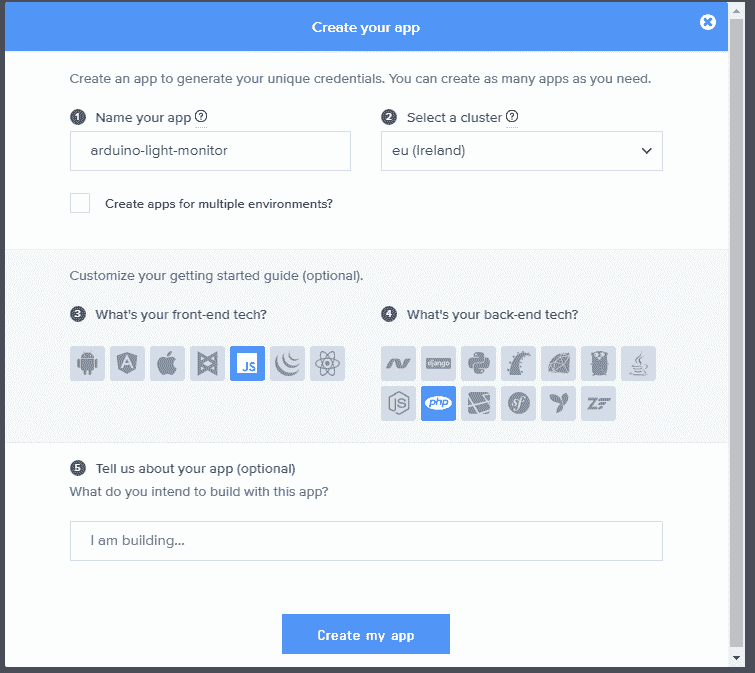 Create your app
Create an app to generate your unique credentials. You can create as many apps as you need.
1 Name your app ?
2 Select a cluster ?
arduino-light-monitor
eu (Ireland)
Create apps for multiple environments?
Customize your getting started guide (optional).
3 What's your front-end tech?
4 What's your back-end tech?
JS
django
JS
php
sf
ZF
5 Tell us about your app (optional)
What do you intend to build with this app?
I am building...
Create my app